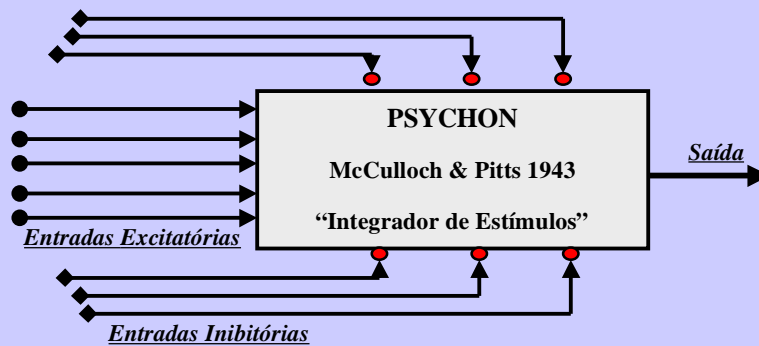 PSYCHON
McCulloch & Pitts 1943
“Integrador de Estímulos”
Saída
Entradas Excitatórias
Entradas Inibitórias